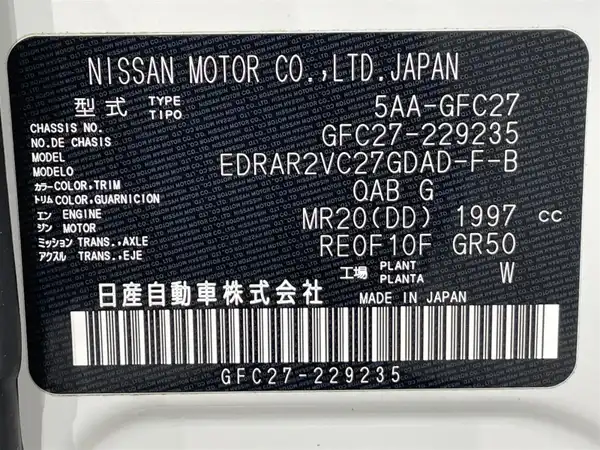 NISSAN MOTOR CO.,LTD.JAPAN
型式 TYPE TIPO 5AA-GFC27
CHASSIS NO. NO.DE CHASIS GFC27-229235
MODEL MODELO EDRAR2VC27GDAD-F-B
カラー COLOR,TRIM トリム COLOR,GUARNICION QAB G
エンジン ENGINE MOTOR MR20(DD) 1997 cc
ミッション TRANS.,AXLE アクスル TRANS.,EJE RE0F10F GR50
工場 PLANT PLANTA W
日産自動車株式会社 MADE IN JAPAN
GFC27-229235